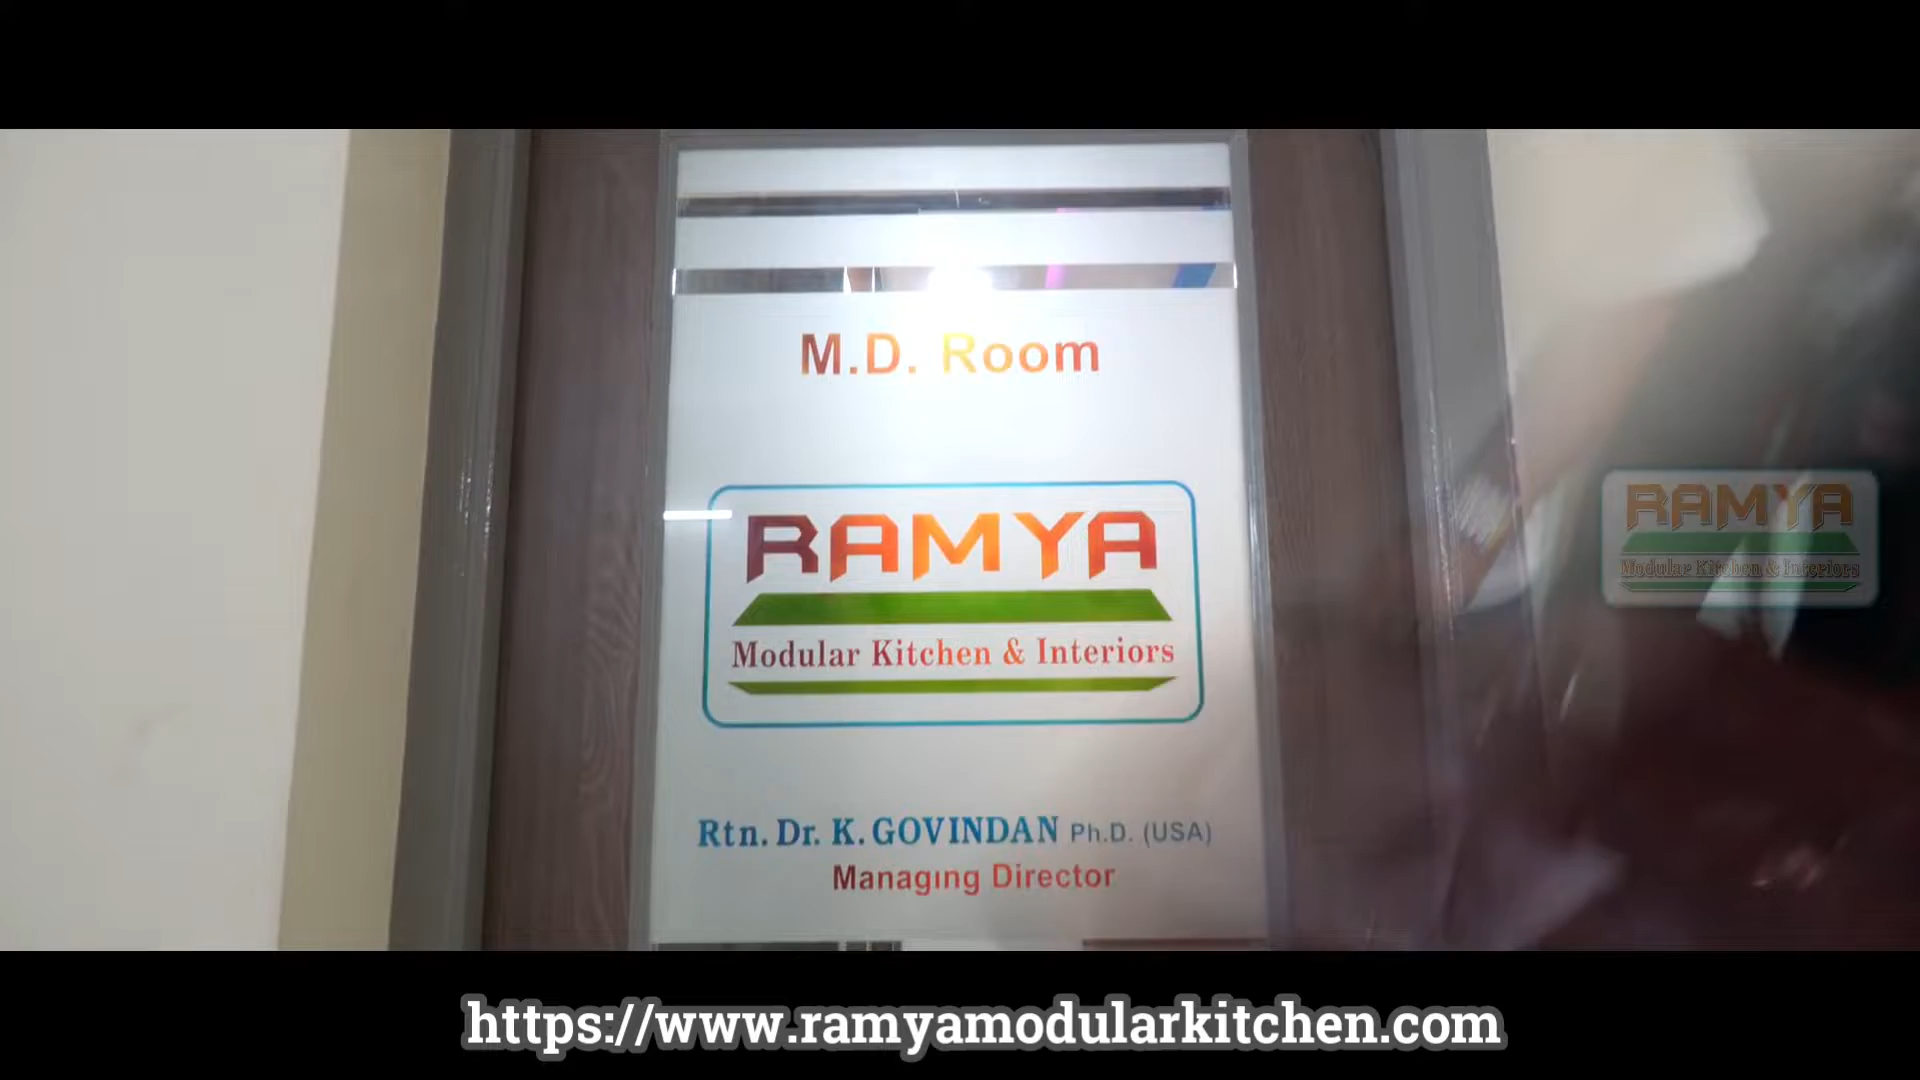 M.D. Room
RAMYA
Modular Kitchen & Interiors
Rtn. Dr. K. GOVINDAN Ph.D. (USA)
Managing Director
RAMYA
Modular Kitchen & Interiors
https://www.ramyamodularkitchen.com